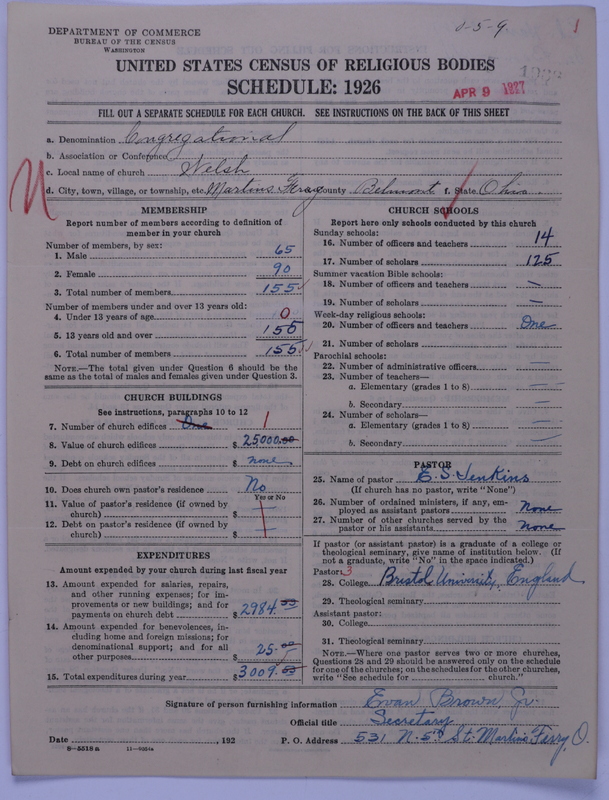 DEPARTMENT OF COMMERCE
BUREAU OF THE CENSUS
WASHINGTON
1-5-9.
1
UNITED STATES CENSUS OF RELIGIOUS BODIES
SCHEDULE: 1926
APR 9 1927
FILL OUT A SEPARATE SCHEDULE FOR EACH CHURCH. SEE INSTRUCTIONS ON THE BACK OF THIS SHEET
a. Denomination Congregational
b. Association or Conference
c. Local name of church Welsh
d. City, town, village, or township, etc. Martins Ferry County Belmont f. State Ohio
MEMBERSHIP
Report number of members according to definition of
member in your church
Number of members, by sex:
1. Male 65
2. Female 90
3. Total number of members 155
Number of members under and over 13 years old:
4. Under 13 years of age 0
5. 13 years old and over 155
6. Total number of members 155
NOTE.—The total given under Question 6 should be the
same as the total of males and females given under Question 3.
CHURCH BUILDINGS
See instructions, paragraphs 10 to 12
7. Number of church edifices One 1
8. Value of church edifices $ 25000.00
9. Debt on church edifices $ none
10. Does church own pastor's residence No
Yes or No
11. Value of pastor's residence (if owned by
church) $ —
12. Debt on pastor's residence (if owned by
church) $ —
EXPENDITURES
Amount expended by your church during last fiscal year
13. Amount expended for salaries, repairs,
and other running expenses; for im-
provements or new buildings; and for
payments on church debt $ 2984
14. Amount expended for benevolences, in-
cluding home and foreign missions; for
denominational support; and for all
other purposes $ 25.00
15. Total expenditures during year $ 3009.
CHURCH SCHOOLS
Report here only schools conducted by this church
Sunday schools:
16. Number of officers and teachers 14
17. Number of scholars 125
Summer vacation Bible schools:
18. Number of officers and teachers —
19. Number of scholars —
Week-day religious schools:
20. Number of officers and teachers One
21. Number of scholars
Parochial schools:
22. Number of administrative officers —
23. Number of teachers—
a. Elementary (grades 1 to 8) —
b. Secondary —
24. Number of scholars—
a. Elementary (grades 1 to 8) —
b. Secondary —
PASTOR
25. Name of pastor E. S. Jenkins
(If church has no pastor, write "None")
26. Number of ordained ministers, if any, em-
ployed as assistant pastors None
27. Number of other churches served by the
pastor or his assistants None
If pastor (or assistant pastor) is a graduate of a college or
theological seminary, give name of institution below. (If
not a graduate, write "No" in the space indicated.)
Pastor: 3
28. College Bristol University, England
29. Theological seminary
Assistant pastor:
30. College
31. Theological seminary
NOTE.—Where one pastor serves two or more churches,
Questions 28 and 29 should be answered only on the schedule
for one of the churches; on the schedules for the other churches,
write "See schedule for church."
Signature of person furnishing information Evan Brown Jr.
Official title Secretary
Date , 192 P. O. Address 531 N. 5th St. Martins Ferry, O.
8—5518 a 11—9054a